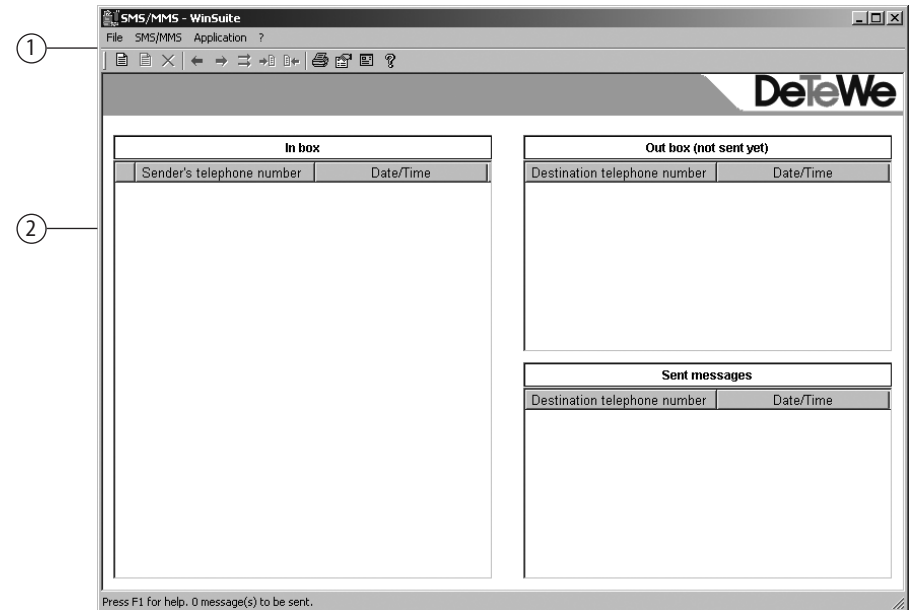 SMS/MMS - WinSuite
File SMS/MMS Application ?
DeTeWe
In box
Sender's telephone number Date/Time
Out box (not sent yet)
Destination telephone number Date/Time
Sent messages
Destination telephone number Date/Time
Press F1 for help. 0 message(s) to be sent.
1
2